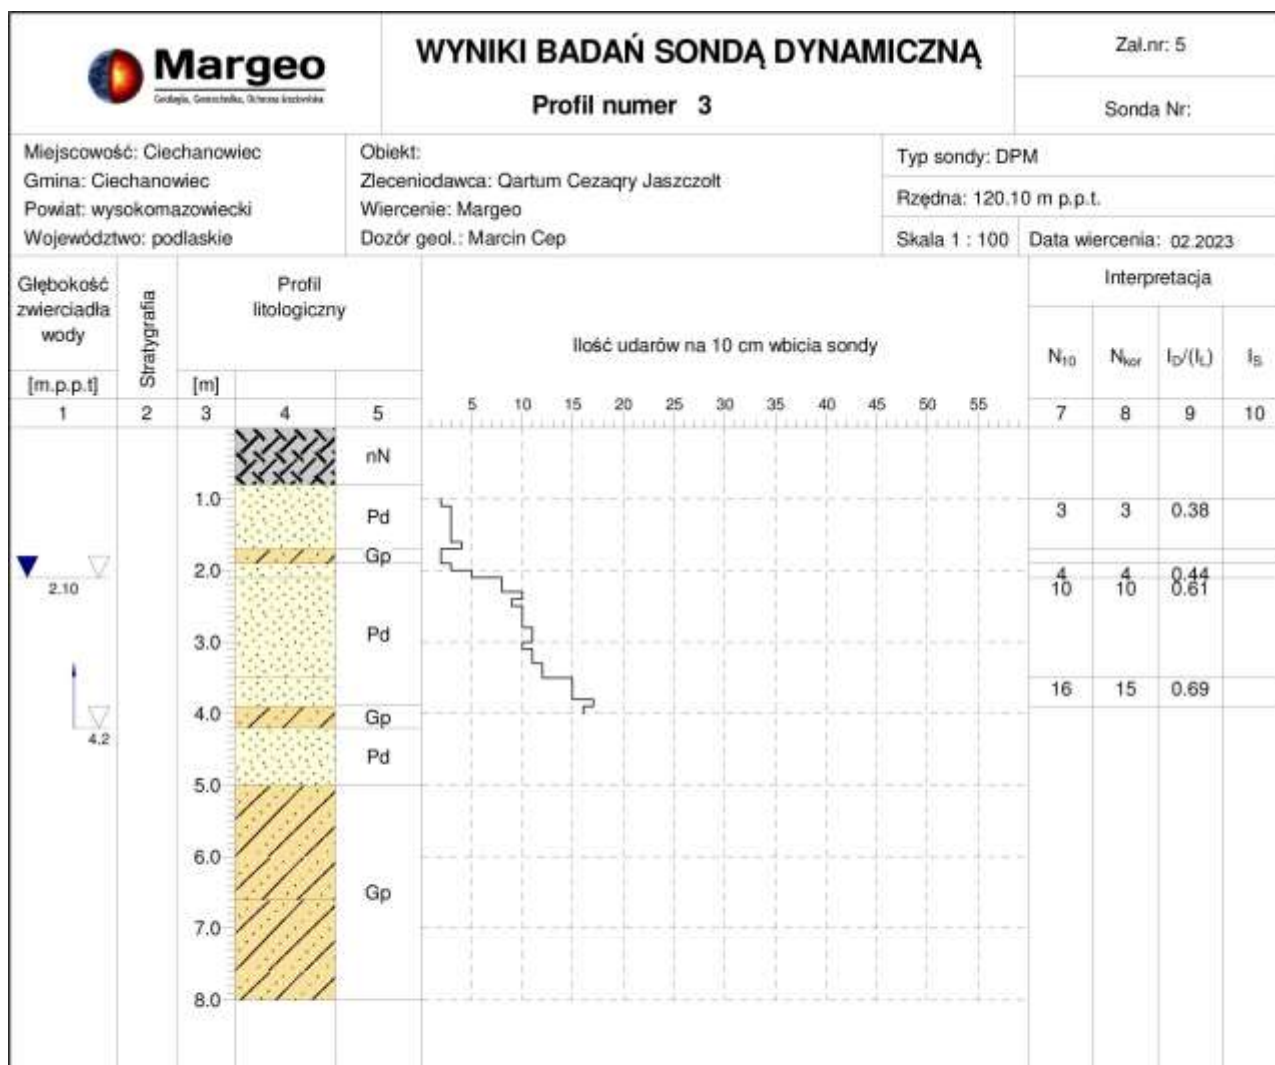 Margeo
Geologia, Geotechnika, Ochrona środowiska
WYNIKI BADAŃ SONDĄ DYNAMICZNĄ
Profil numer 3
Zał.nr: 5
Sonda Nr:
Miejscowość: Ciechanowiec
Gmina: Ciechanowiec
Powiat: wysokomazowiecki
Województwo: podlaskie
Obiekt:
Zleceniodawca: Qartum Cezaqry Jaszczołt
Wiercenie: Margeo
Dozór geol.: Marcin Cep
Typ sondy: DPM
Rzędna: 120.10 m p.p.t.
Skala 1 : 100
Data wiercenia: 02.2023
Głębokość
zwierciadła
wody
[m.p.p.t]
Stratygrafia
Profil
litologiczny
[m]
Ilość udarów na 10 cm wbicia sondy
Interpretacja
N10
Nkor
ID/(IL)
IS
1 2 3 4 5
5 10 15 20 25 30 35 40 45 50 55
7 8 9 10
nN
1.0
Pd
3 3 0.38
Gp
2.0
4 4 0.44
2.10
10 10 0.61
Pd
3.0
16 15 0.69
4.0
Gp
4.2
Pd
5.0
6.0
Gp
7.0
8.0